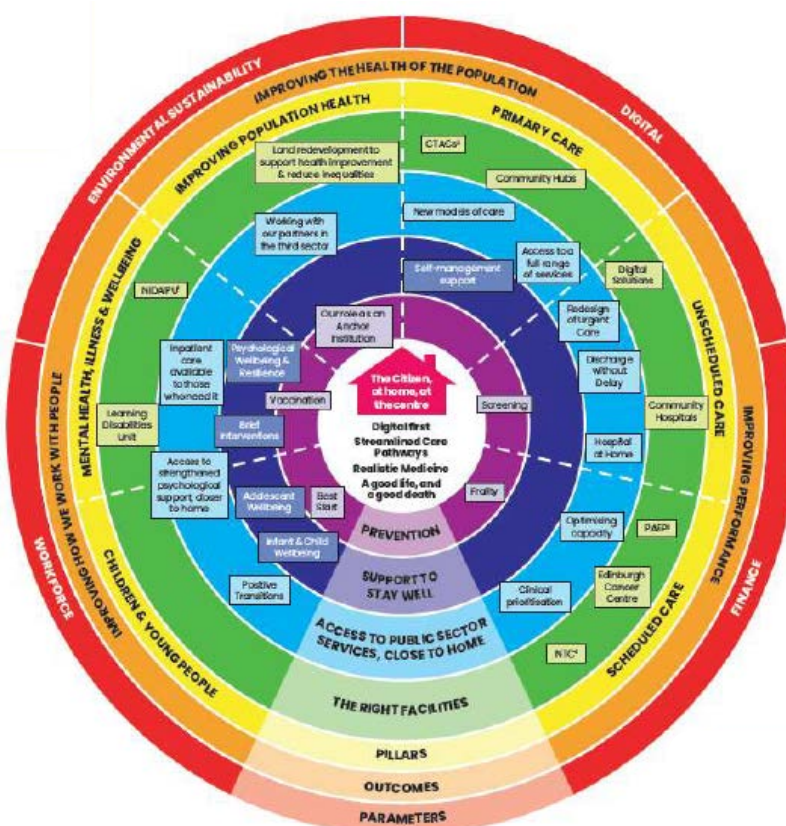 ENVIRONMENTAL SUSTAINABILITY
DIGITAL
FINANCE
WORKFORCE
IMPROVING THE HEALTH OF THE POPULATION
IMPROVING PERFORMANCE
IMPROVING HOW WE WORK WITH PEOPLE
IMPROVING POPULATION HEALTH
PRIMARY CARE
UNSCHEDULED CARE
SCHEDULED CARE
CHILDREN & YOUNG PEOPLE
MENTAL HEALTH, ILLNESS & WELLBEING
Land redevelopment to
support health improvement
& reduce inequalities
CTACs
Community Hubs
Working with
our partners in
the third sector
New models of care
Access to a
full range
of services
Digital
Solutions
Self-management
support
Redesign
of Urgent
Care
Our role as an
Anchor
Institution
Inpatient
care
available
to those
who need it
Psychological
Wellbeing &
Resilience
Discharge
Without
Delay
Vaccination
Screening
Learning
Disabilities
Unit
Brief
Interventions
Community
Hospitals
Hospital
at Home
Access to
strengthened
psychological
support, closer
to home
Adolescent
Wellbeing
Best
Start
Frailty
Optimising
capacity
PAEP
Infant & Child
Wellbeing
Edinburgh
Cancer
Centre
Positive
Transitions
Clinical
prioritisation
The Citizen,
at home, at
the centre
Digital first
Streamlined Care
Pathways
Realistic Medicine
A good life, and
a good death
PREVENTION
SUPPORT TO
STAY WELL
ACCESS TO PUBLIC SECTOR
SERVICES, CLOSE TO HOME
THE RIGHT FACILITIES
PILLARS
OUTCOMES
PARAMETERS